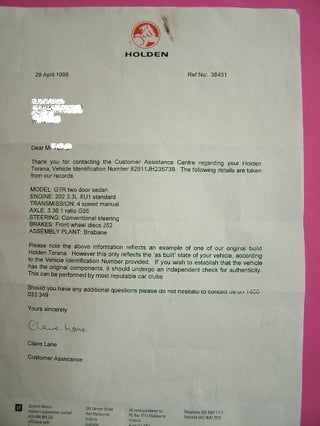 HOLDEN
29 April 1998 Ref No: 38431
Dear M
Thank you for contacting the Customer Assistance Centre regarding your Holden
Torana, Vehicle Identification Number 82911JH235739. The following details are taken
from our records.
MODEL: GTR two door sedan
ENGINE: 202 3.3L XU1 standard
TRANSMISSION: 4 speed manual
AXLE: 3.36:1 ratio G95
STEERING: Conventional steering
BRAKES: Front wheel discs J52
ASSEMBLY PLANT: Brisbane
Please note the above information reflects an example of one of our original build
Holden Torana. However this only reflects the 'as built' state of your vehicle, according
to the Vehicle Identification Number provided. If you wish to establish that the vehicle
has the original components, it should undergo an independent check for authenticity.
This can be performed by most reputable car clubs
Should you have any additional questions please do not hesitate to contact us on 1800
033 349
Yours sincerely
Claire Lane
Claire Lane
Customer Assistance